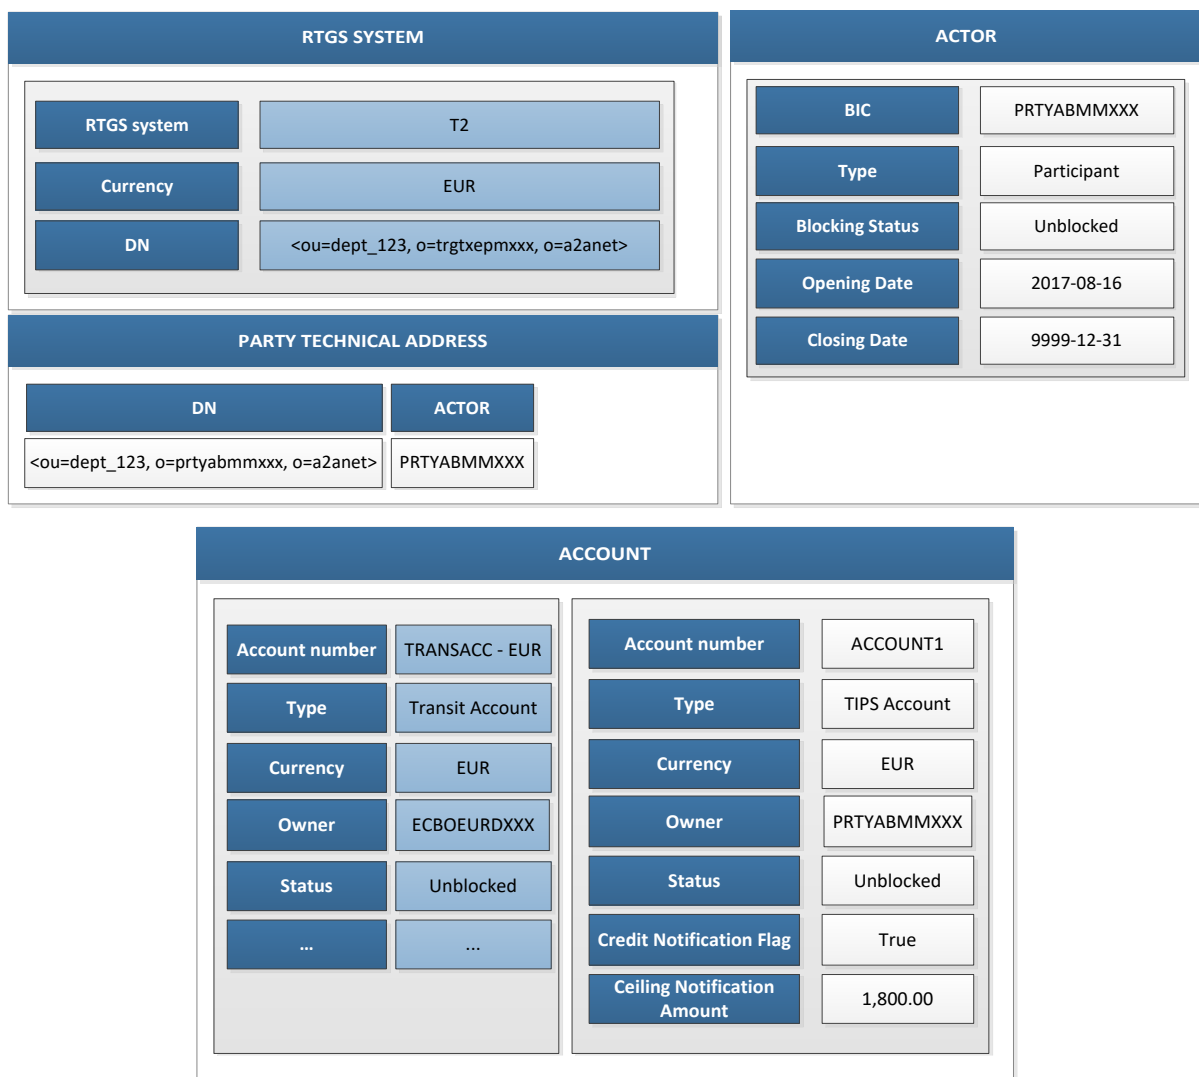 RTGS SYSTEM
RTGS system T2
Currency EUR
DN <ou=dept_123, o=trgtxepmxxx, o=a2anet>
PARTY TECHNICAL ADDRESS
DN ACTOR
<ou=dept_123, o=prtyabmmxxx, o=a2anet> PRTYABMMXXX
ACTOR
BIC PRTYABMMXXX
Type Participant
Blocking Status Unblocked
Opening Date 2017-08-16
Closing Date 9999-12-31
ACCOUNT
Account number TRANSACC - EUR
Type Transit Account
Currency EUR
Owner ECBOEURDXXX
Status Unblocked
... ...
Account number ACCOUNT1
Type TIPS Account
Currency EUR
Owner PRTYABMMXXX
Status Unblocked
Credit Notification Flag True
Ceiling Notification
Amount 1,800.00